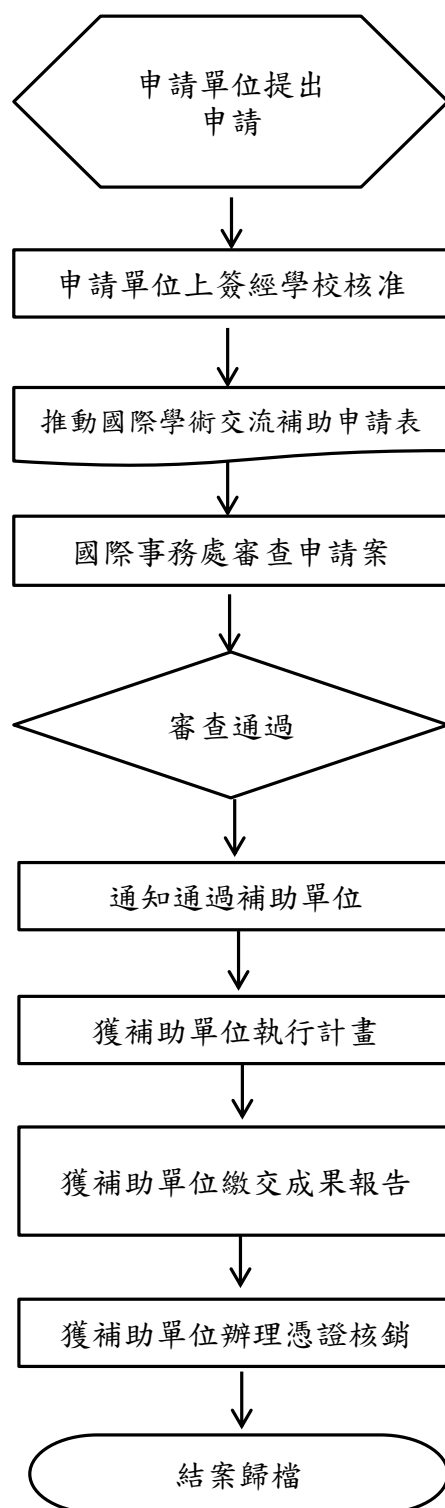 申請單位提出
申請
申請單位上簽經學校核准
推動國際學術交流補助申請表
國際事務處審查申請案
審查通過
通知通過補助單位
獲補助單位執行計畫
獲補助單位繳交成果報告
獲補助單位辦理憑證核銷
結案歸檔